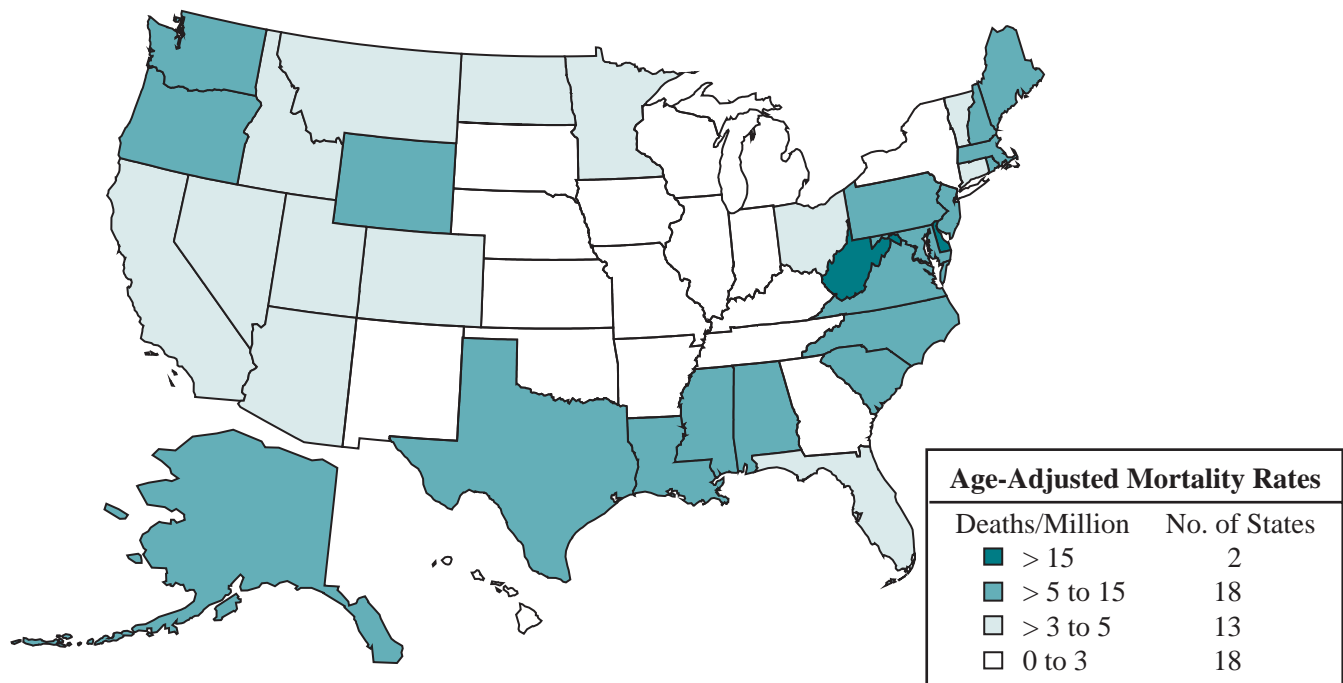 Age-Adjusted Mortality Rates
Deaths/Million No. of States
> 15 2
> 5 to 15 18
> 3 to 5 13
0 to 3 18